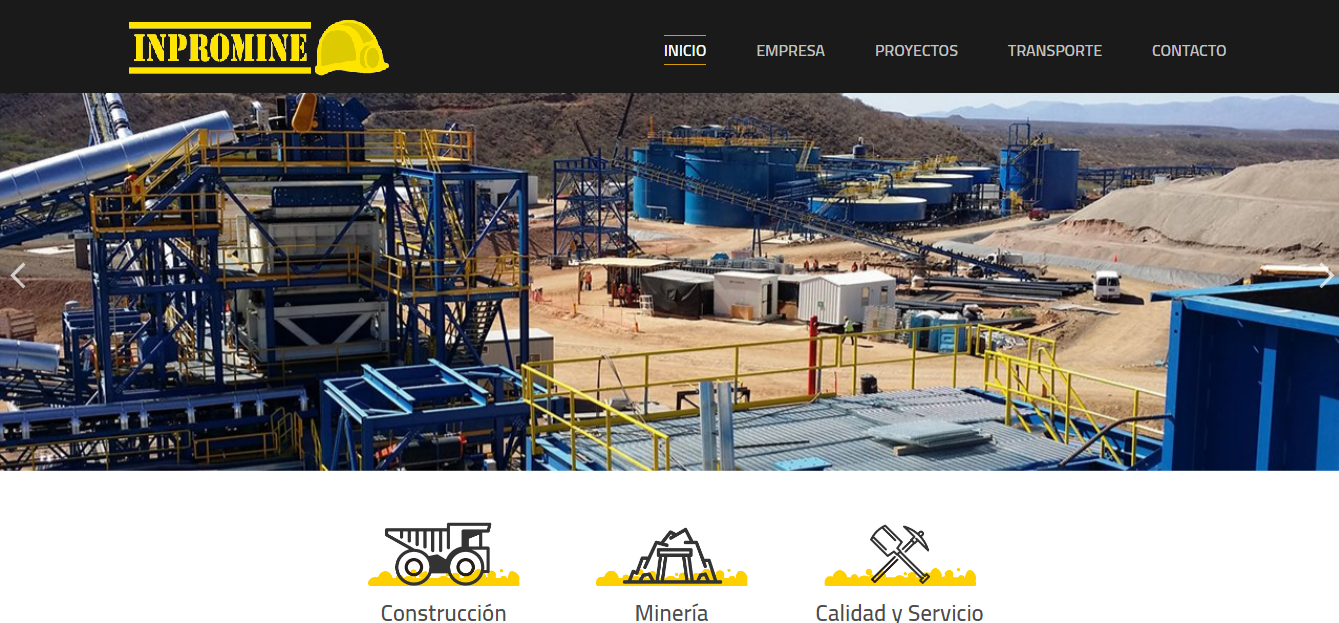 INPROMINE
INICIO
EMPRESA
PROYECTOS
TRANSPORTE
CONTACTO
Construcción
Minería
Calidad y Servicio